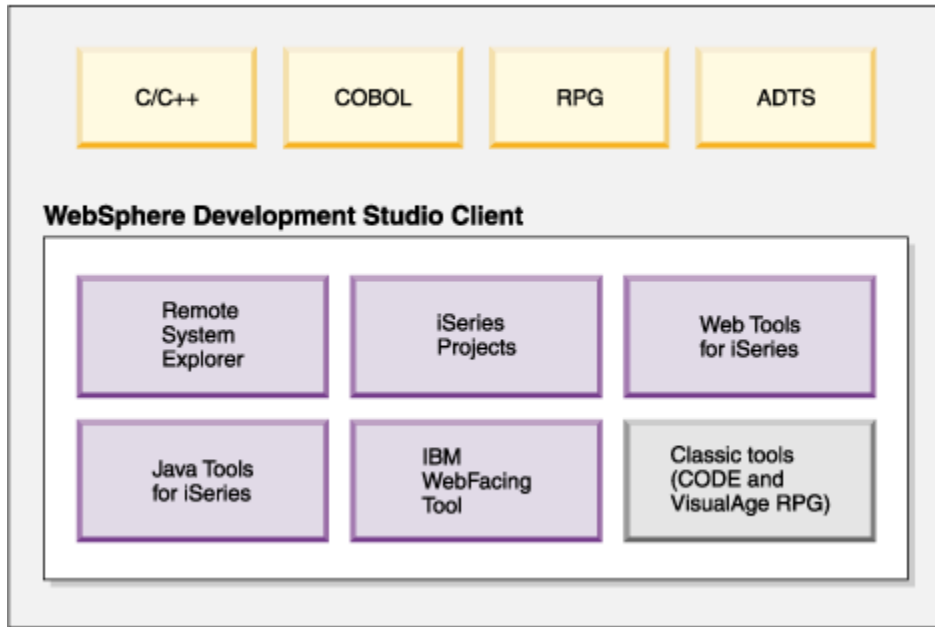 C/C++
COBOL
RPG
ADTS
WebSphere Development Studio Client
Remote
System
Explorer
iSeries
Projects
Web Tools
for iSeries
Java Tools
for iSeries
IBM
WebFacing
Tool
Classic tools
(CODE and
VisualAge RPG)